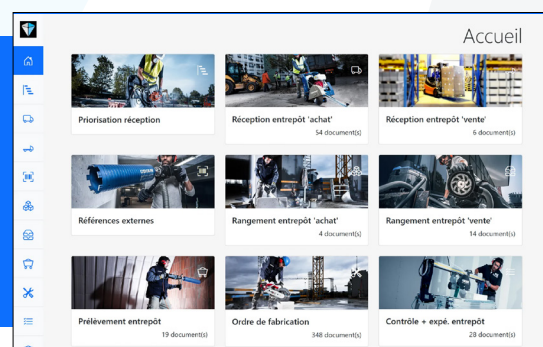 Accueil
Priorisation réception
Réception entrepôt 'achat'
54 document(s)
Réception entrepôt 'vente'
6 document(s)
Références externes
Rangement entrepôt 'achat'
4 document(s)
Rangement entrepôt 'vente'
14 document(s)
Prélèvement entrepôt
19 document(s)
Ordre de fabrication
348 document(s)
Contrôle + expé. entrepôt
28 document(s)